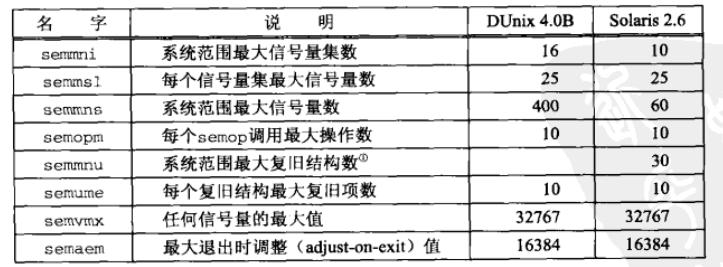 名 字 说 明 DUnix 4.0B Solaris 2.6
semmni 系统范围最大信号量集数 16 10
semmsl 每个信号量集最大信号量数 25 25
semmns 系统范围最大信号量数 400 60
semopm 每个semop调用最大操作数 10 10
semmnu 系统范围最大复旧结构数① 30
semume 每个复旧结构最大复旧项数 10 10
semvmx 任何信号量的最大值 32767 32767
semaem 最大退出时调整（adjust-on-exit）值 16384 16384